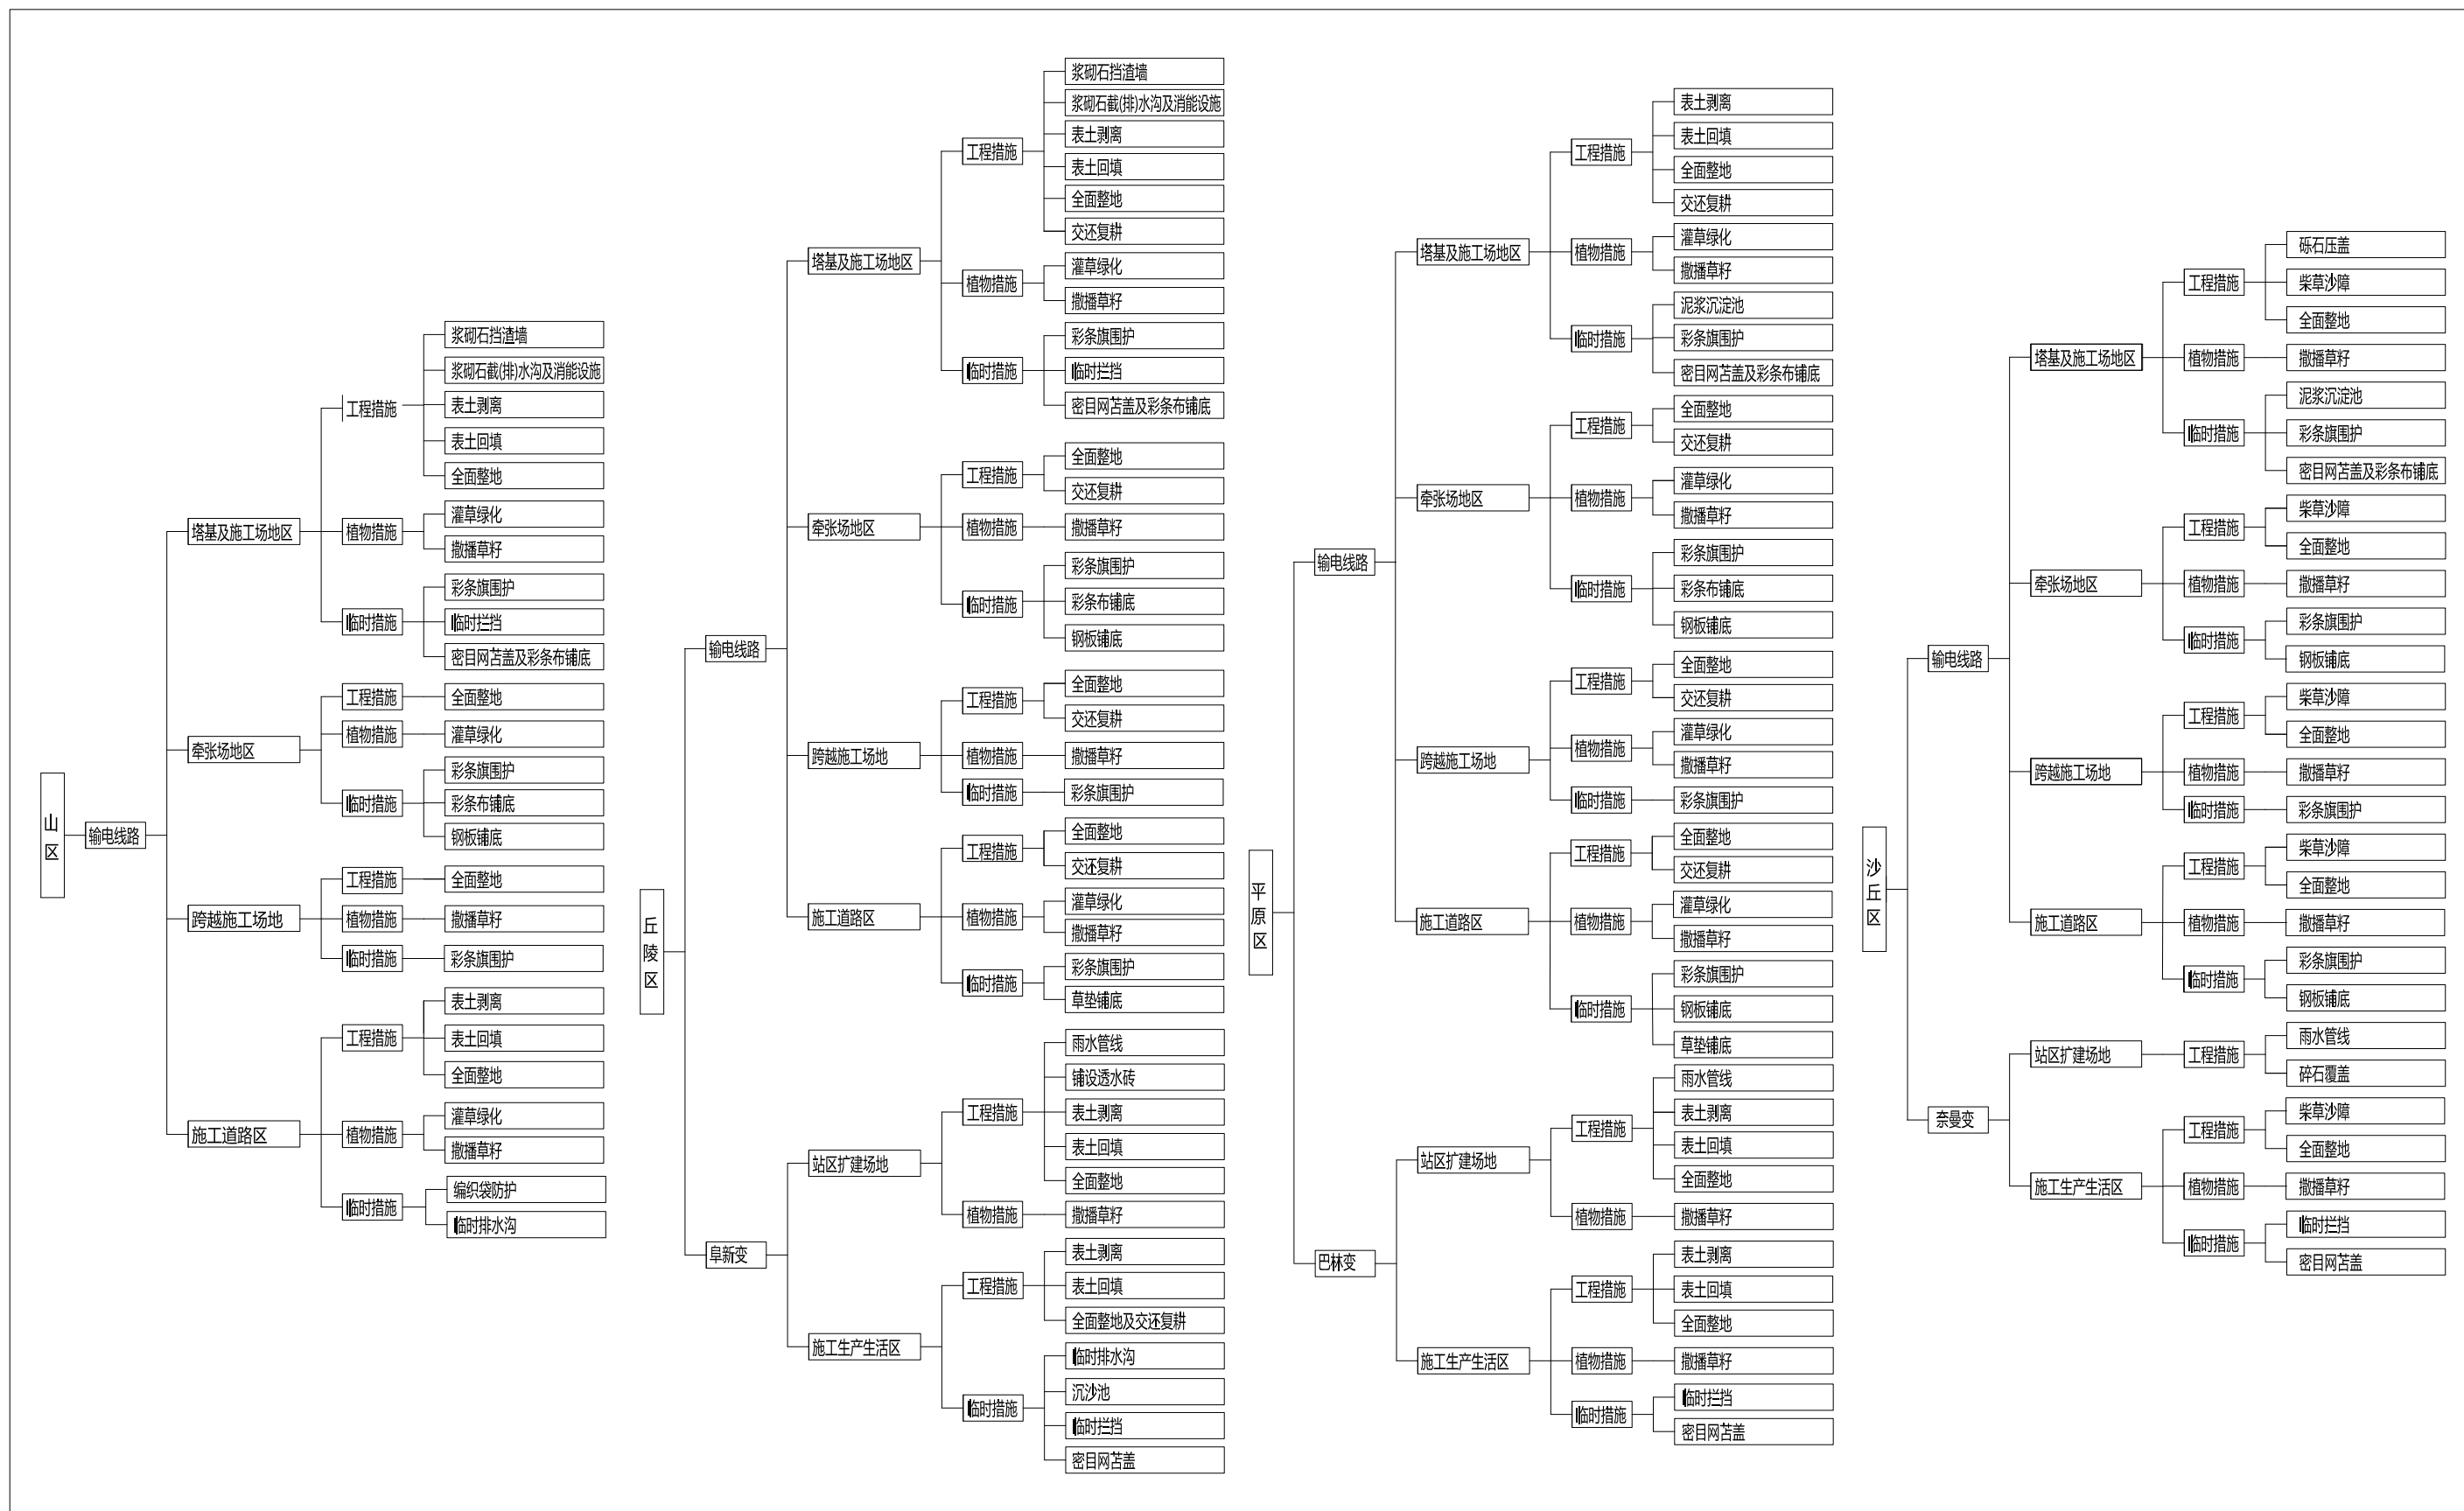 山区
输电线路
塔基及施工场地区
工程措施
浆砌石挡渣墙
浆砌石截(排)水沟及消能设施
表土剥离
表土回填
全面整地
植物措施
灌草绿化
撒播草籽
临时措施
彩条旗围护
临时拦挡
密目网苫盖及彩条布铺底
牵张场地区
工程措施
全面整地
植物措施
灌草绿化
临时措施
彩条旗围护
彩条布铺底
钢板铺底
跨越施工场地
工程措施
全面整地
植物措施
撒播草籽
临时措施
彩条旗围护
施工道路区
工程措施
表土剥离
表土回填
全面整地
植物措施
灌草绿化
撒播草籽
临时措施
编织袋防护
临时排水沟
丘陵区
输电线路
塔基及施工场地区
工程措施
浆砌石挡渣墙
浆砌石截(排)水沟及消能设施
表土剥离
表土回填
全面整地
交还复耕
植物措施
灌草绿化
撒播草籽
临时措施
彩条旗围护
临时拦挡
密目网苫盖及彩条布铺底
牵张场地区
工程措施
全面整地
交还复耕
植物措施
撒播草籽
临时措施
彩条旗围护
彩条布铺底
钢板铺底
跨越施工场地
工程措施
全面整地
交还复耕
植物措施
撒播草籽
临时措施
彩条旗围护
施工道路区
工程措施
全面整地
交还复耕
植物措施
灌草绿化
撒播草籽
临时措施
彩条旗围护
草垫铺底
阜新变
站区扩建场地
工程措施
雨水管线
铺设透水砖
表土剥离
表土回填
全面整地
植物措施
撒播草籽
施工生产生活区
工程措施
表土剥离
表土回填
全面整地及交还复耕
临时措施
临时排水沟
沉沙池
临时拦挡
密目网苫盖
平原区
输电线路
塔基及施工场地区
工程措施
表土剥离
表土回填
全面整地
交还复耕
植物措施
灌草绿化
撒播草籽
临时措施
泥浆沉淀池
彩条旗围护
密目网苫盖及彩条布铺底
牵张场地区
工程措施
全面整地
交还复耕
植物措施
灌草绿化
撒播草籽
临时措施
彩条旗围护
彩条布铺底
钢板铺底
跨越施工场地
工程措施
全面整地
交还复耕
植物措施
灌草绿化
撒播草籽
临时措施
彩条旗围护
施工道路区
工程措施
全面整地
交还复耕
植物措施
灌草绿化
撒播草籽
临时措施
彩条旗围护
钢板铺底
草垫铺底
巴林变
站区扩建场地
工程措施
雨水管线
表土剥离
表土回填
全面整地
植物措施
撒播草籽
施工生产生活区
工程措施
表土剥离
表土回填
全面整地
植物措施
撒播草籽
临时措施
临时拦挡
密目网苫盖
沙丘区
输电线路
塔基及施工场地区
工程措施
砾石压盖
柴草沙障
全面整地
植物措施
撒播草籽
临时措施
泥浆沉淀池
彩条旗围护
密目网苫盖及彩条布铺底
牵张场地区
工程措施
柴草沙障
全面整地
植物措施
撒播草籽
临时措施
彩条旗围护
钢板铺底
跨越施工场地
工程措施
柴草沙障
全面整地
植物措施
撒播草籽
临时措施
彩条旗围护
施工道路区
工程措施
柴草沙障
全面整地
植物措施
撒播草籽
临时措施
彩条旗围护
钢板铺底
奈曼变
站区扩建场地
工程措施
雨水管线
碎石覆盖
施工生产生活区
工程措施
柴草沙障
全面整地
植物措施
撒播草籽
临时措施
临时拦挡
密目网苫盖